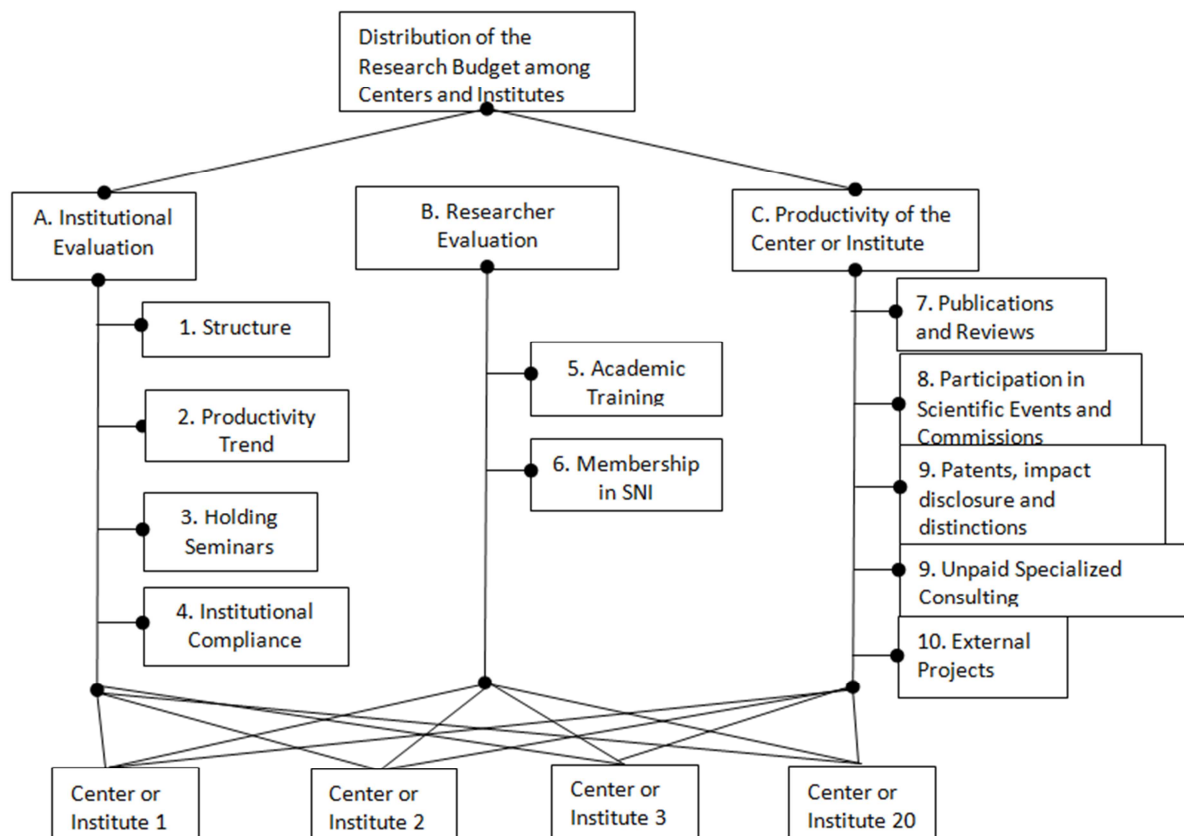 Distribution of the
Research Budget among
Centers and Institutes
A. Institutional
Evaluation
B. Researcher
Evaluation
C. Productivity of the
Center or Institute
1. Structure
2. Productivity
Trend
3. Holding
Seminars
4. Institutional
Compliance
5. Academic
Training
6. Membership
in SNI
7. Publications
and Reviews
8. Participation in
Scientific Events and
Commissions
9. Patents, impact
disclosure and
distinctions
9. Unpaid Specialized
Consulting
10. External
Projects
Center or
Institute 1
Center or
Institute 2
Center or
Institute 3
Center or
Institute 20